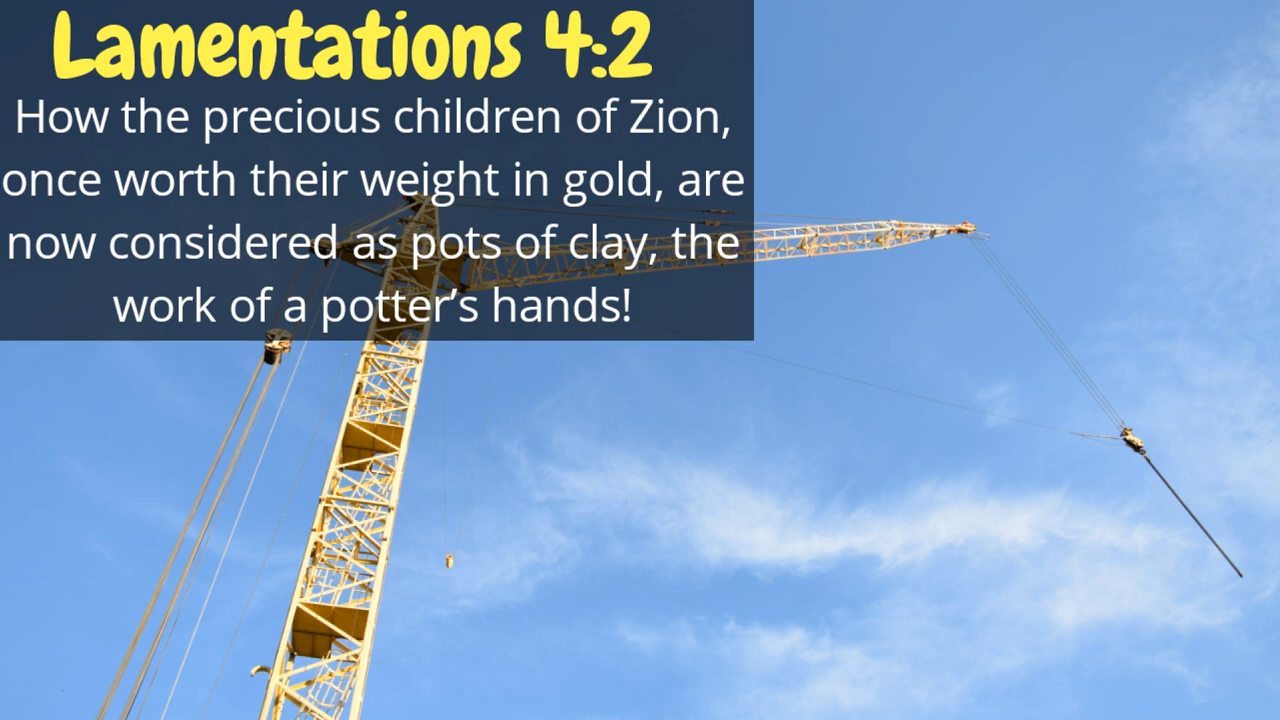 Lamentations 4:2
How the precious children of Zion,
once worth their weight in gold, are
now considered as pots of clay, the
work of a potter’s hands!